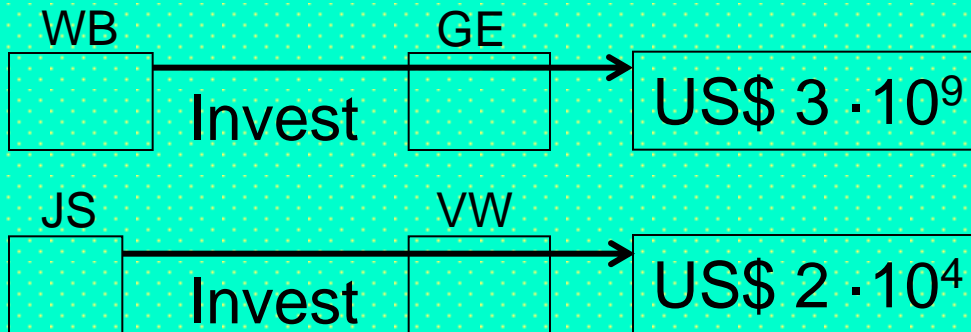 WB GE
Invest US$ 3 ·10⁹
JS VW
Invest US$ 2 ·10⁴